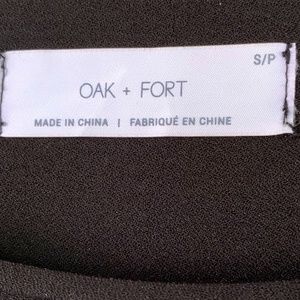 S/P
OAK + FORT
MADE IN CHINA | FABRIQUÉ EN CHINE